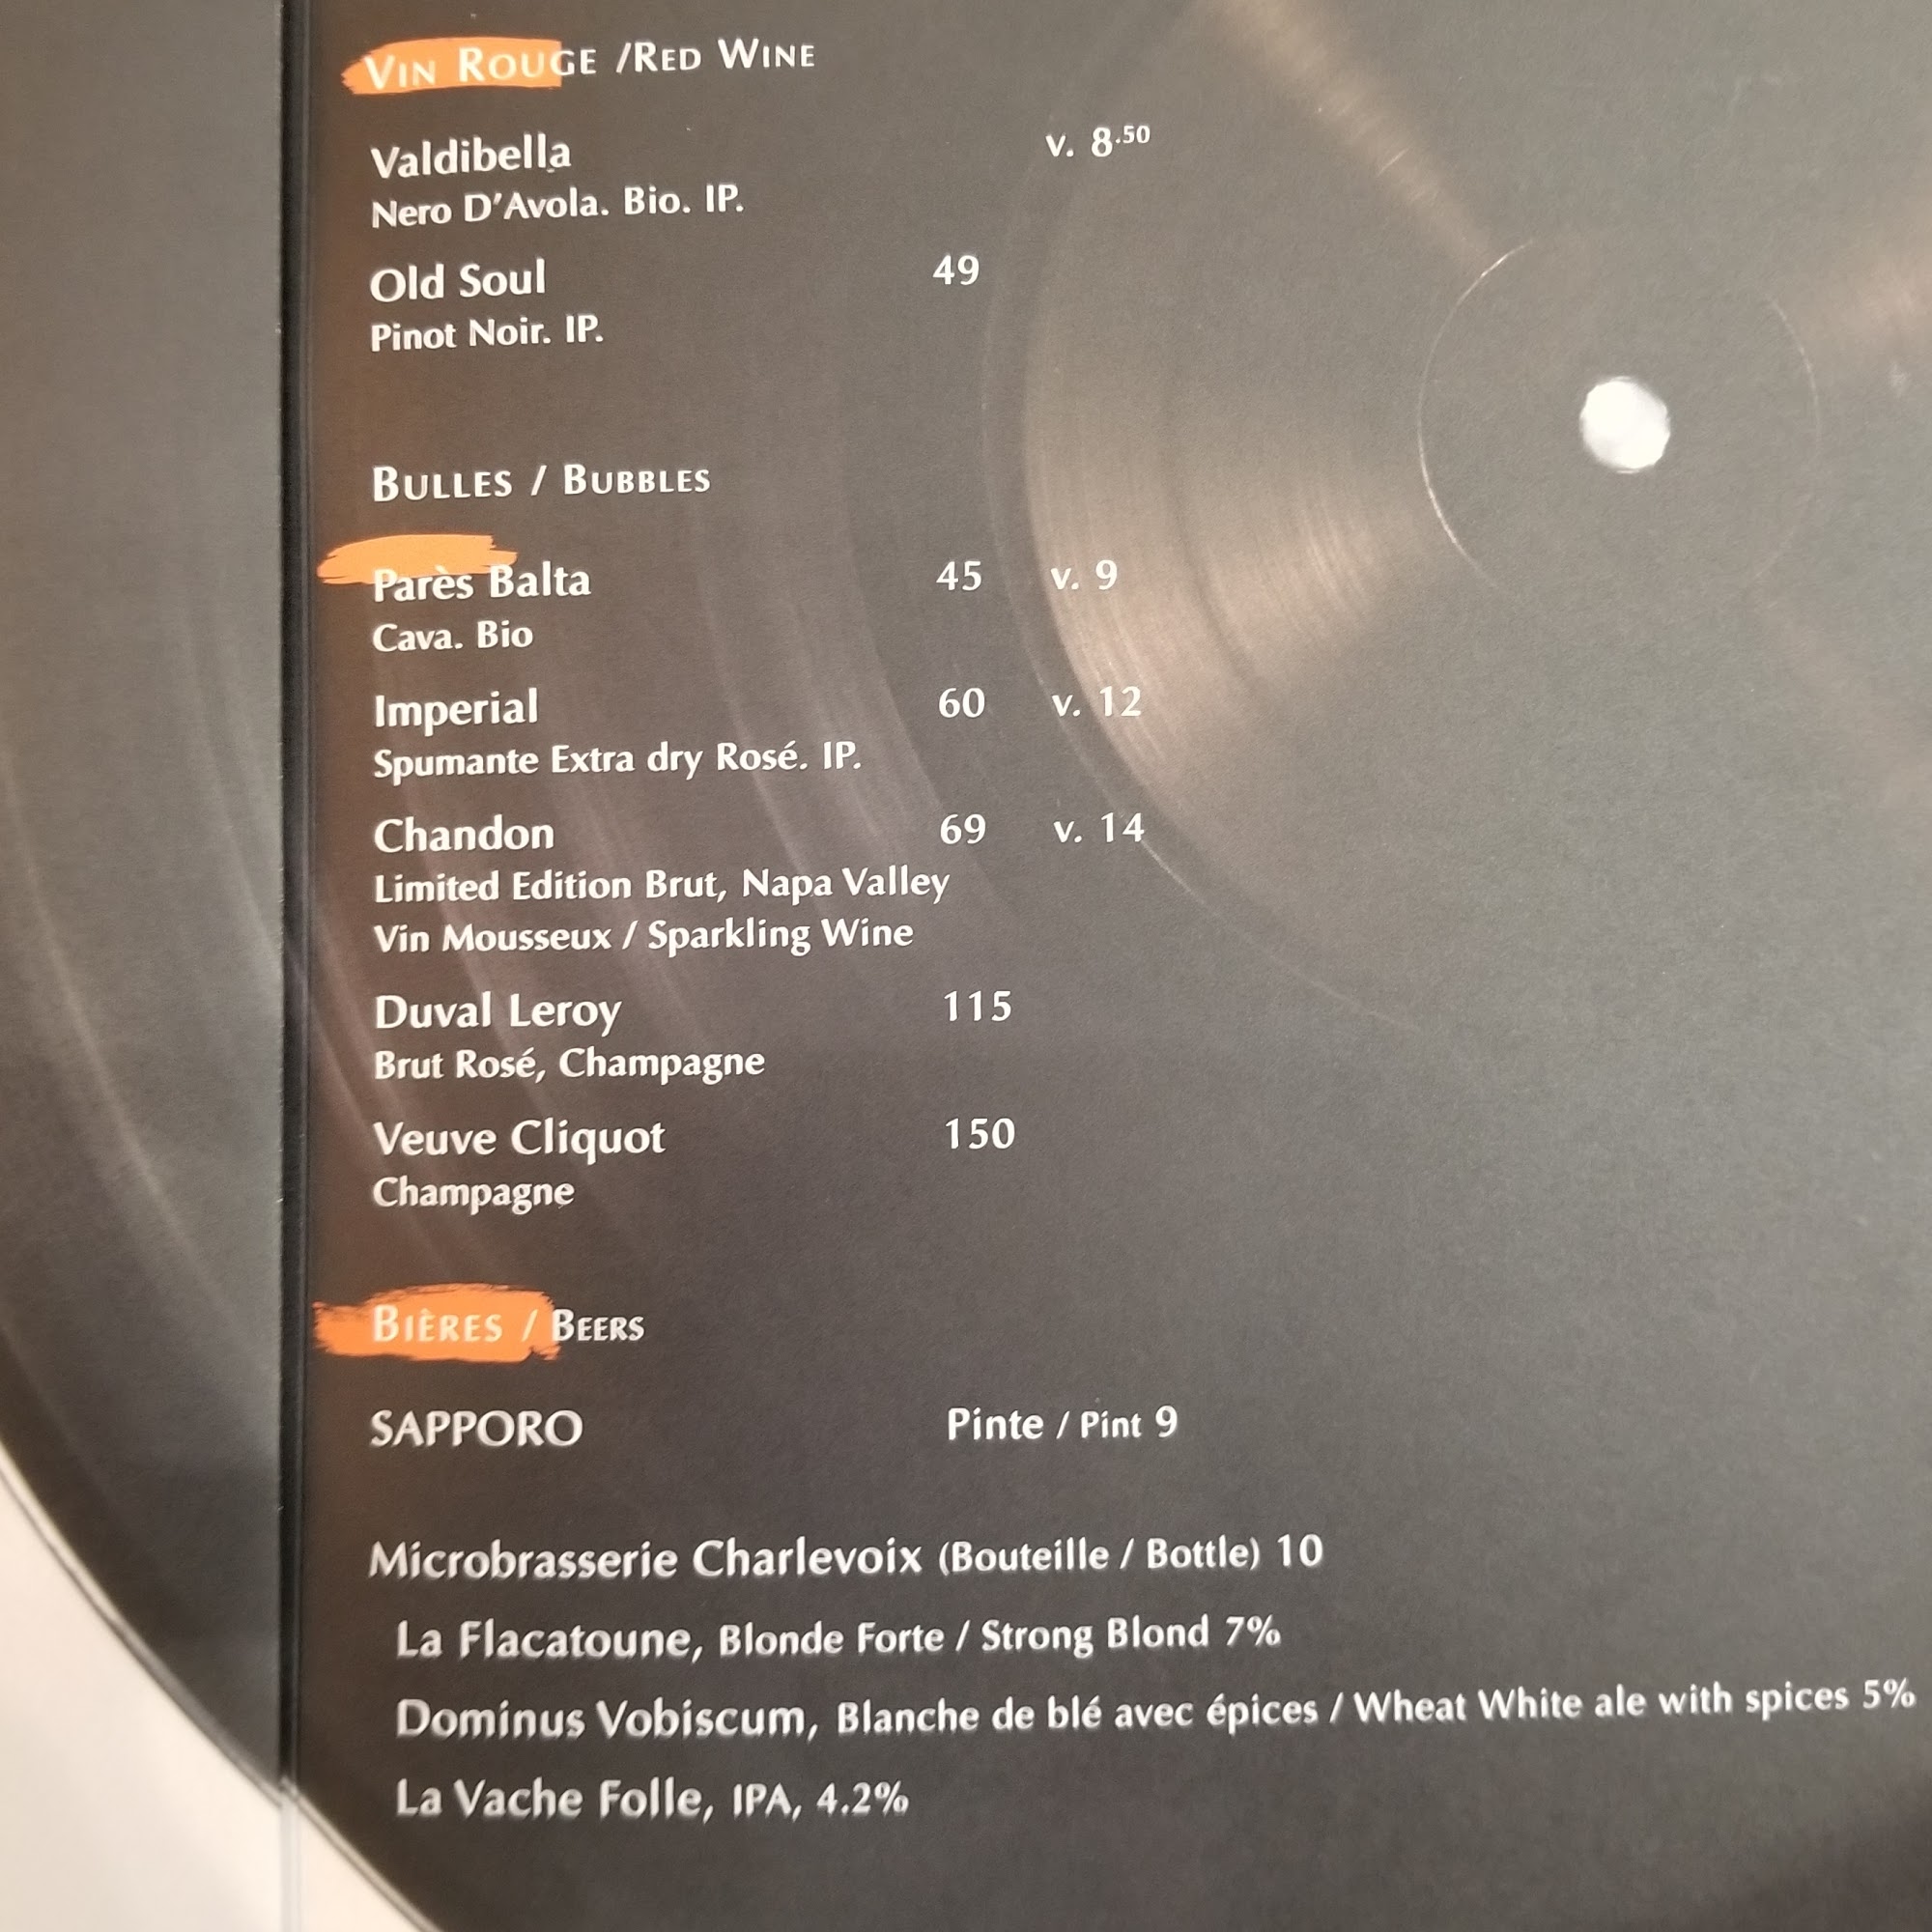 VIN ROUGE /RED WINE
Valdibella v. 8.50
Nero D'Avola. Bio. IP.
Old Soul 49
Pinot Noir. IP.
BULLES / BUBBLES
Parès Balta 45 v. 9
Cava. Bio
Imperial 60 v. 12
Spumante Extra dry Rosé. IP.
Chandon 69 v. 14
Limited Edition Brut, Napa Valley
Vin Mousseux / Sparkling Wine
Duval Leroy 115
Brut Rosé, Champagne
Veuve Cliquot 150
Champagne
BIÈRES / BEERS
SAPPORO Pinte / Pint 9
Microbrasserie Charlevoix (Bouteille / Bottle) 10
La Flacatoune, Blonde Forte / Strong Blond 7%
Dominus Vobiscum, Blanche de blé avec épices / Wheat White ale with spices 5%
La Vache Folle, IPA, 4.2%